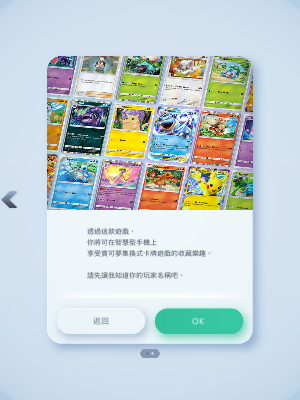 透過這款遊戲，
你將可在智慧型手機上
享受寶可夢集換式卡牌遊戲的收藏樂趣。
請先讓我知道你的玩家名稱吧。
返回
OK